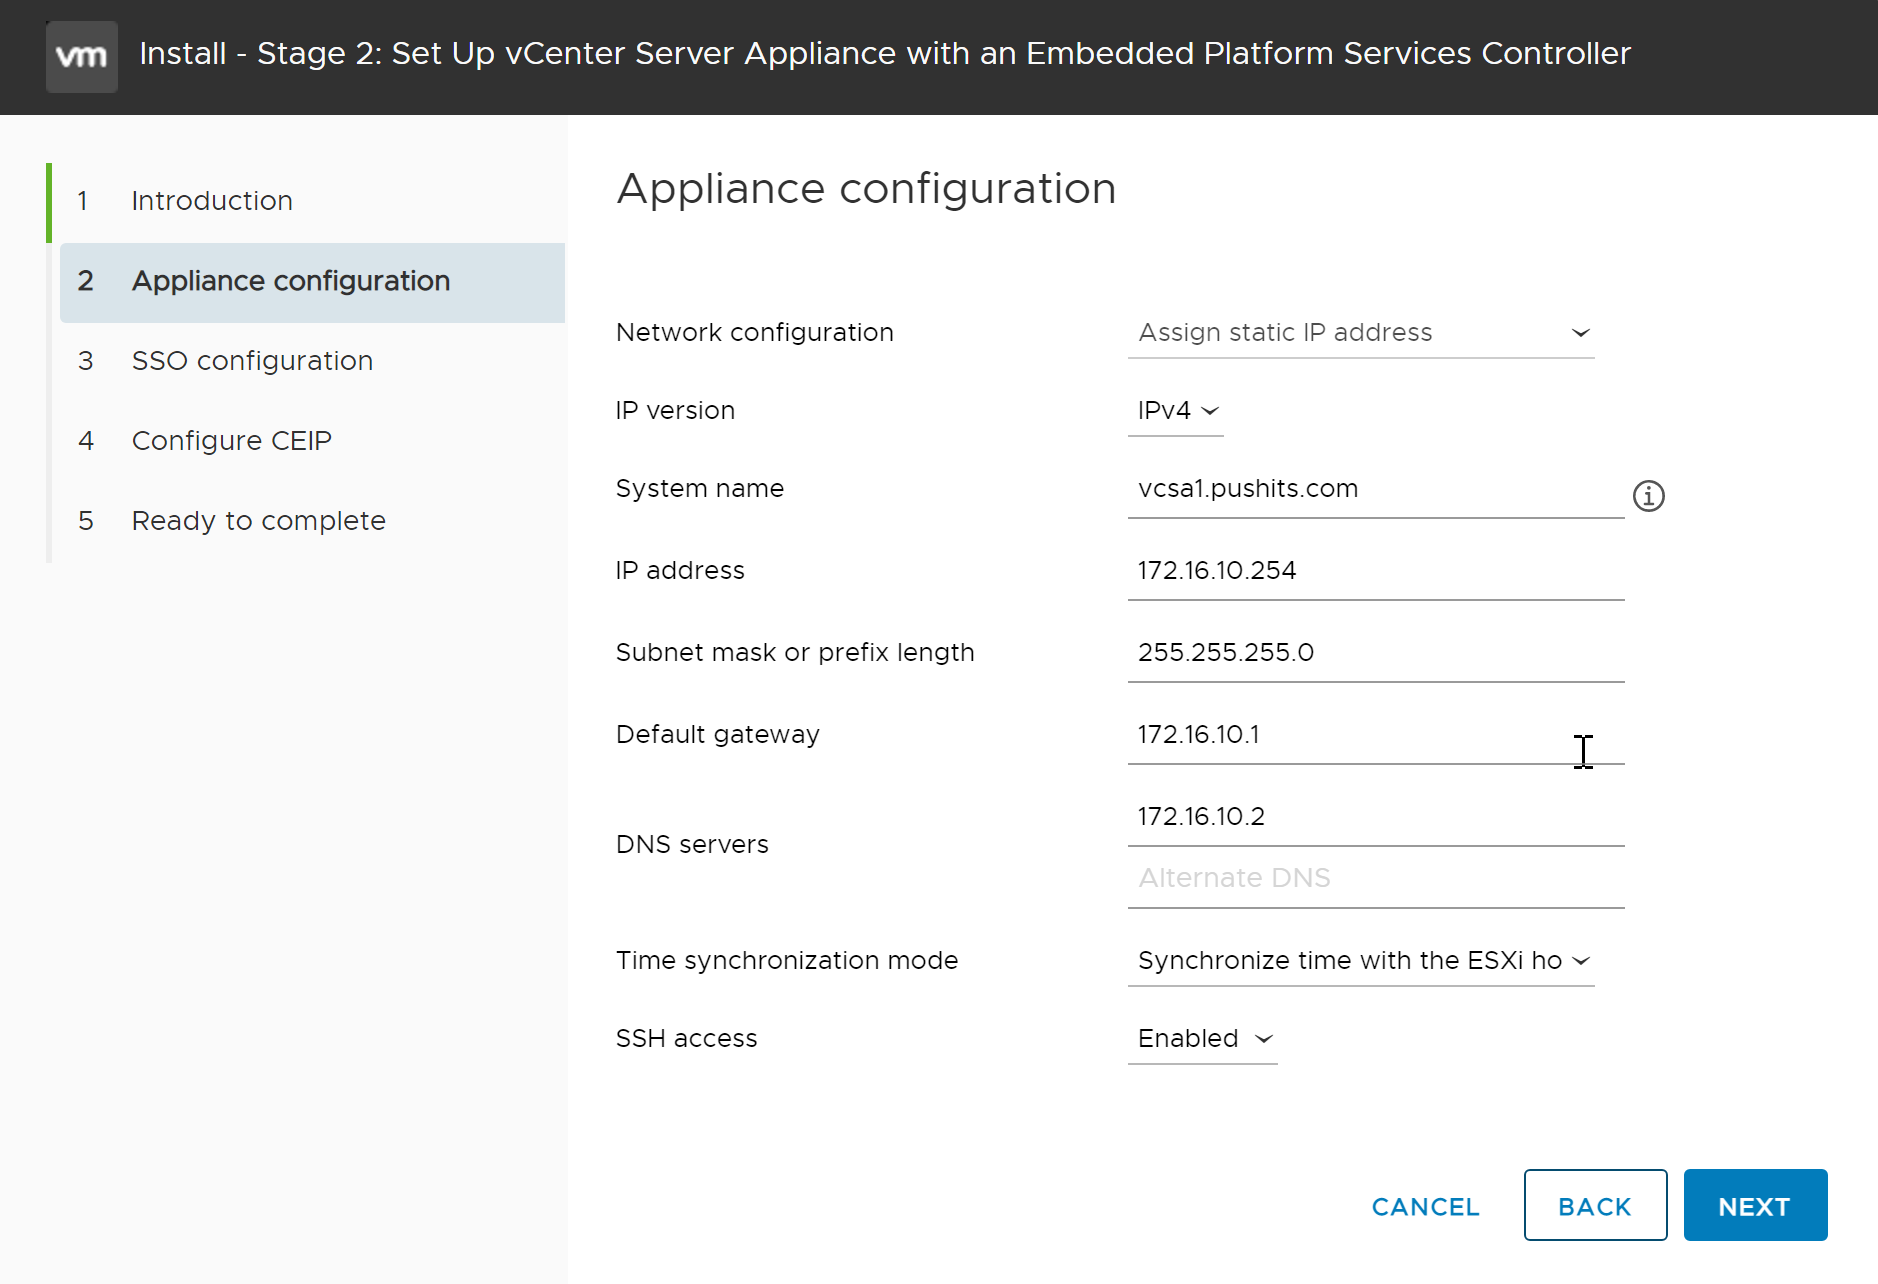 vm
Install - Stage 2: Set Up vCenter Server Appliance with an Embedded Platform Services Controller
1 Introduction
2 Appliance configuration
3 SSO configuration
4 Configure CEIP
5 Ready to complete
Appliance configuration
Network configuration Assign static IP address
IP version IPv4
System name vcsa1.pushits.com
IP address 172.16.10.254
Subnet mask or prefix length 255.255.255.0
Default gateway 172.16.10.1
DNS servers 172.16.10.2
Alternate DNS
Time synchronization mode Synchronize time with the ESXi ho
SSH access Enabled
CANCEL BACK NEXT